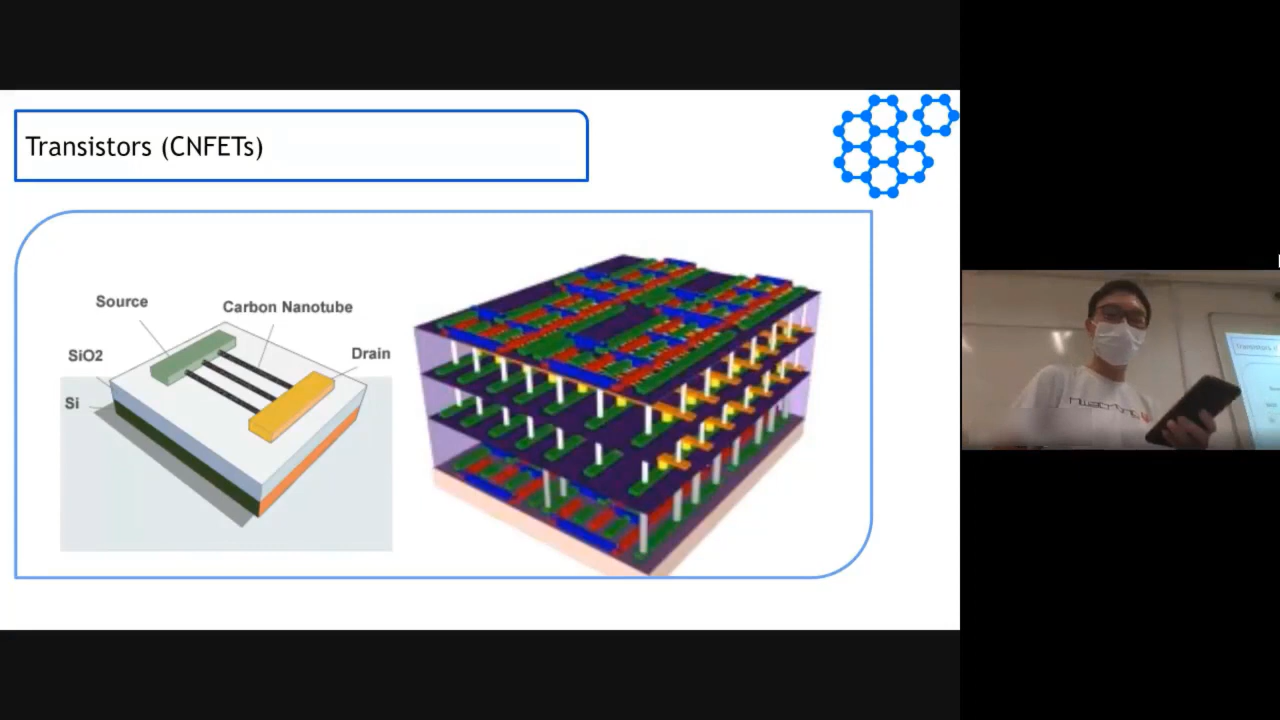 Transistors (CNFETs)
Source
Carbon Nanotube
SiO2
Drain
Si